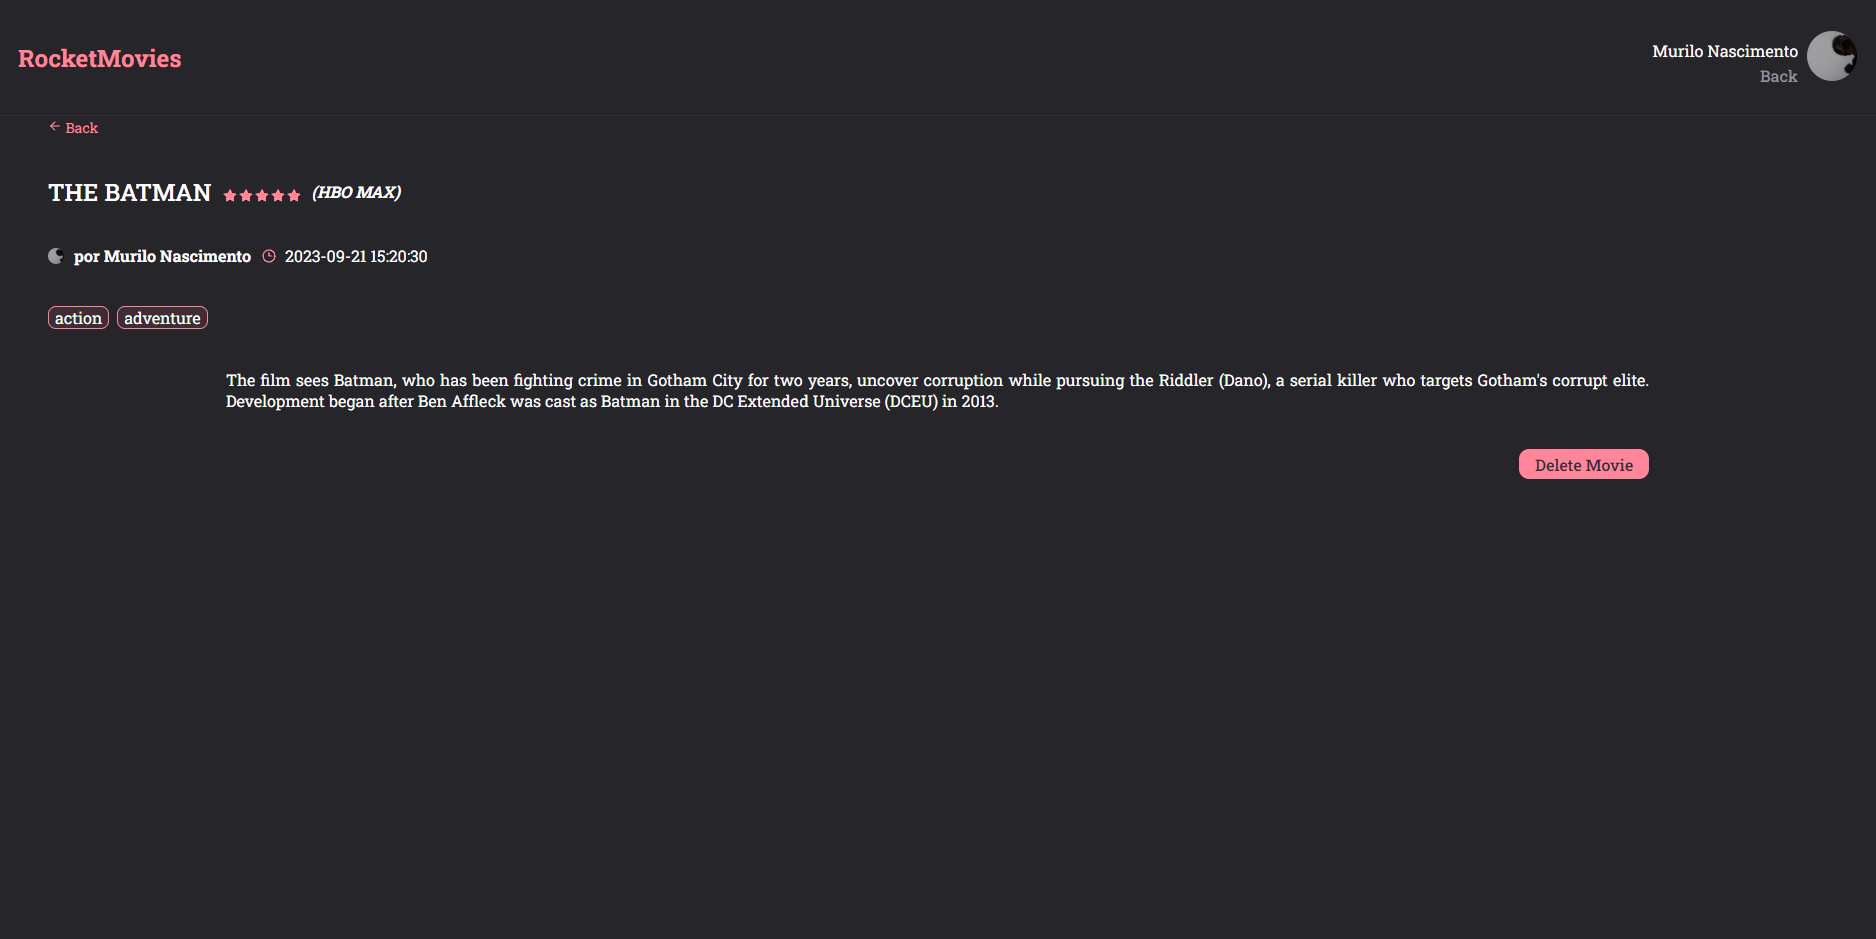 RocketMovies
Murilo Nascimento
Back
Back
THE BATMAN (HBO MAX)
por Murilo Nascimento 2023-09-21 15:20:30
action adventure
The film sees Batman, who has been fighting crime in Gotham City for two years, uncover corruption while pursuing the Riddler (Dano), a serial killer who targets Gotham's corrupt elite.
Development began after Ben Affleck was cast as Batman in the DC Extended Universe (DCEU) in 2013.
Delete Movie